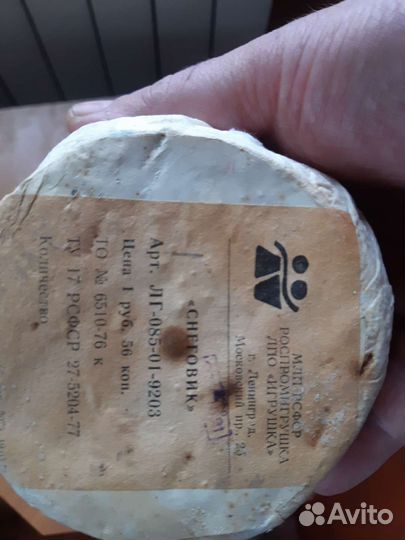 МЛП РСФСР
РОСПРОМИГРУШКА
ЛПО «ИГРУШКА»
г. Ленинград,
Московский пр., 24
«СНЕГОВИК»
Арт. ЛГ-085-01-9203
Цена 1 руб. 56 коп.
ТО № 6510-76 к
ТУ 17 РСФСР 27-5204-77
Количество
Avito